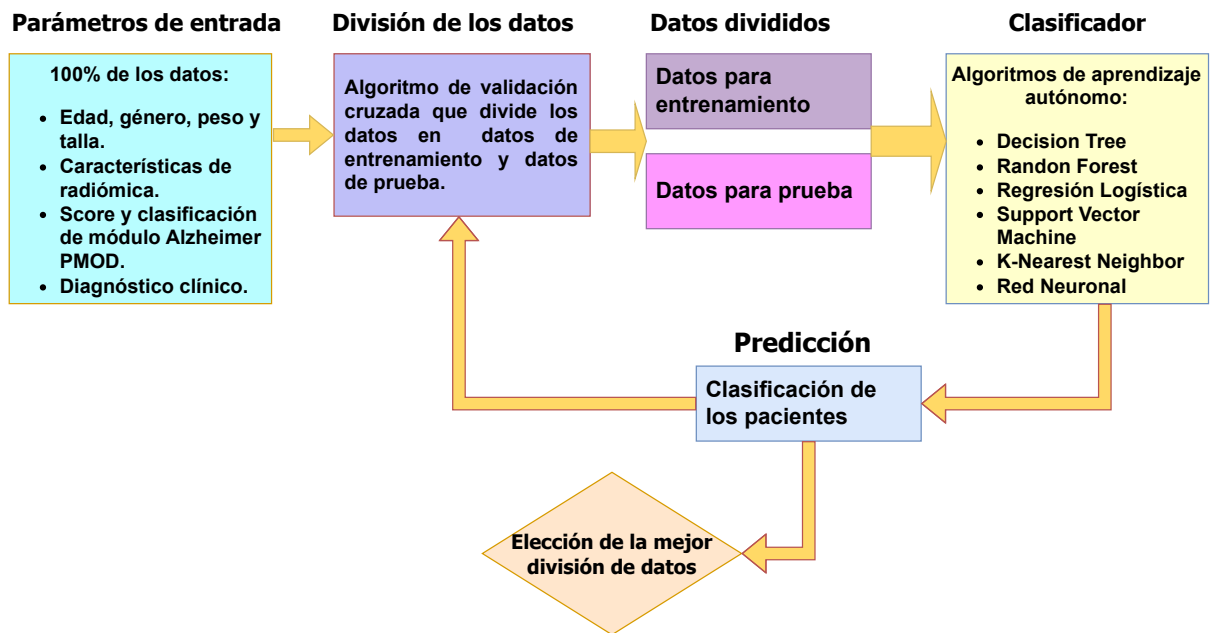 Parámetros de entrada
100% de los datos:
• Edad, género, peso y
talla.
• Características de
radiómica.
• Score y clasificación
de módulo Alzheimer
PMOD.
• Diagnóstico clínico.
División de los datos
Algoritmo de validación
cruzada que divide los
datos en datos de
entrenamiento y datos
de prueba.
Datos divididos
Datos para
entrenamiento
Datos para prueba
Clasificador
Algoritmos de aprendizaje
autónomo:
• Decision Tree
• Randon Forest
• Regresión Logística
• Support Vector
Machine
• K-Nearest Neighbor
• Red Neuronal
Predicción
Clasificación de
los pacientes
Elección de la mejor
división de datos